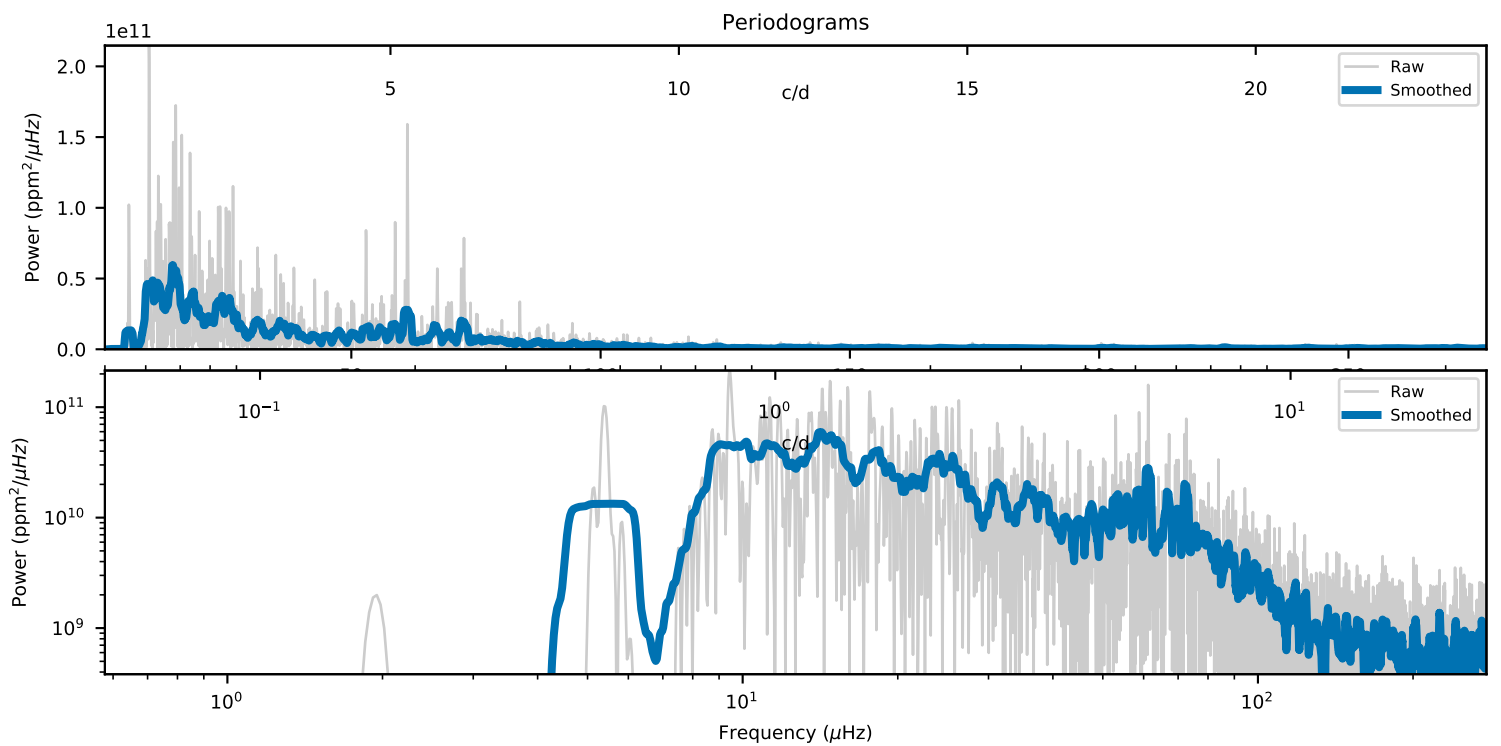 Periodograms
1e11
2.0
1.5
1.0
0.5
0.0
Power (ppm²/μHz)
5
10
15
20
c/d
Raw
Smoothed
10¹¹
10¹⁰
10⁹
Power (ppm²/μHz)
10⁻¹
10⁰
10¹
c/d
Raw
Smoothed
10⁰
10¹
10²
Frequency (μHz)